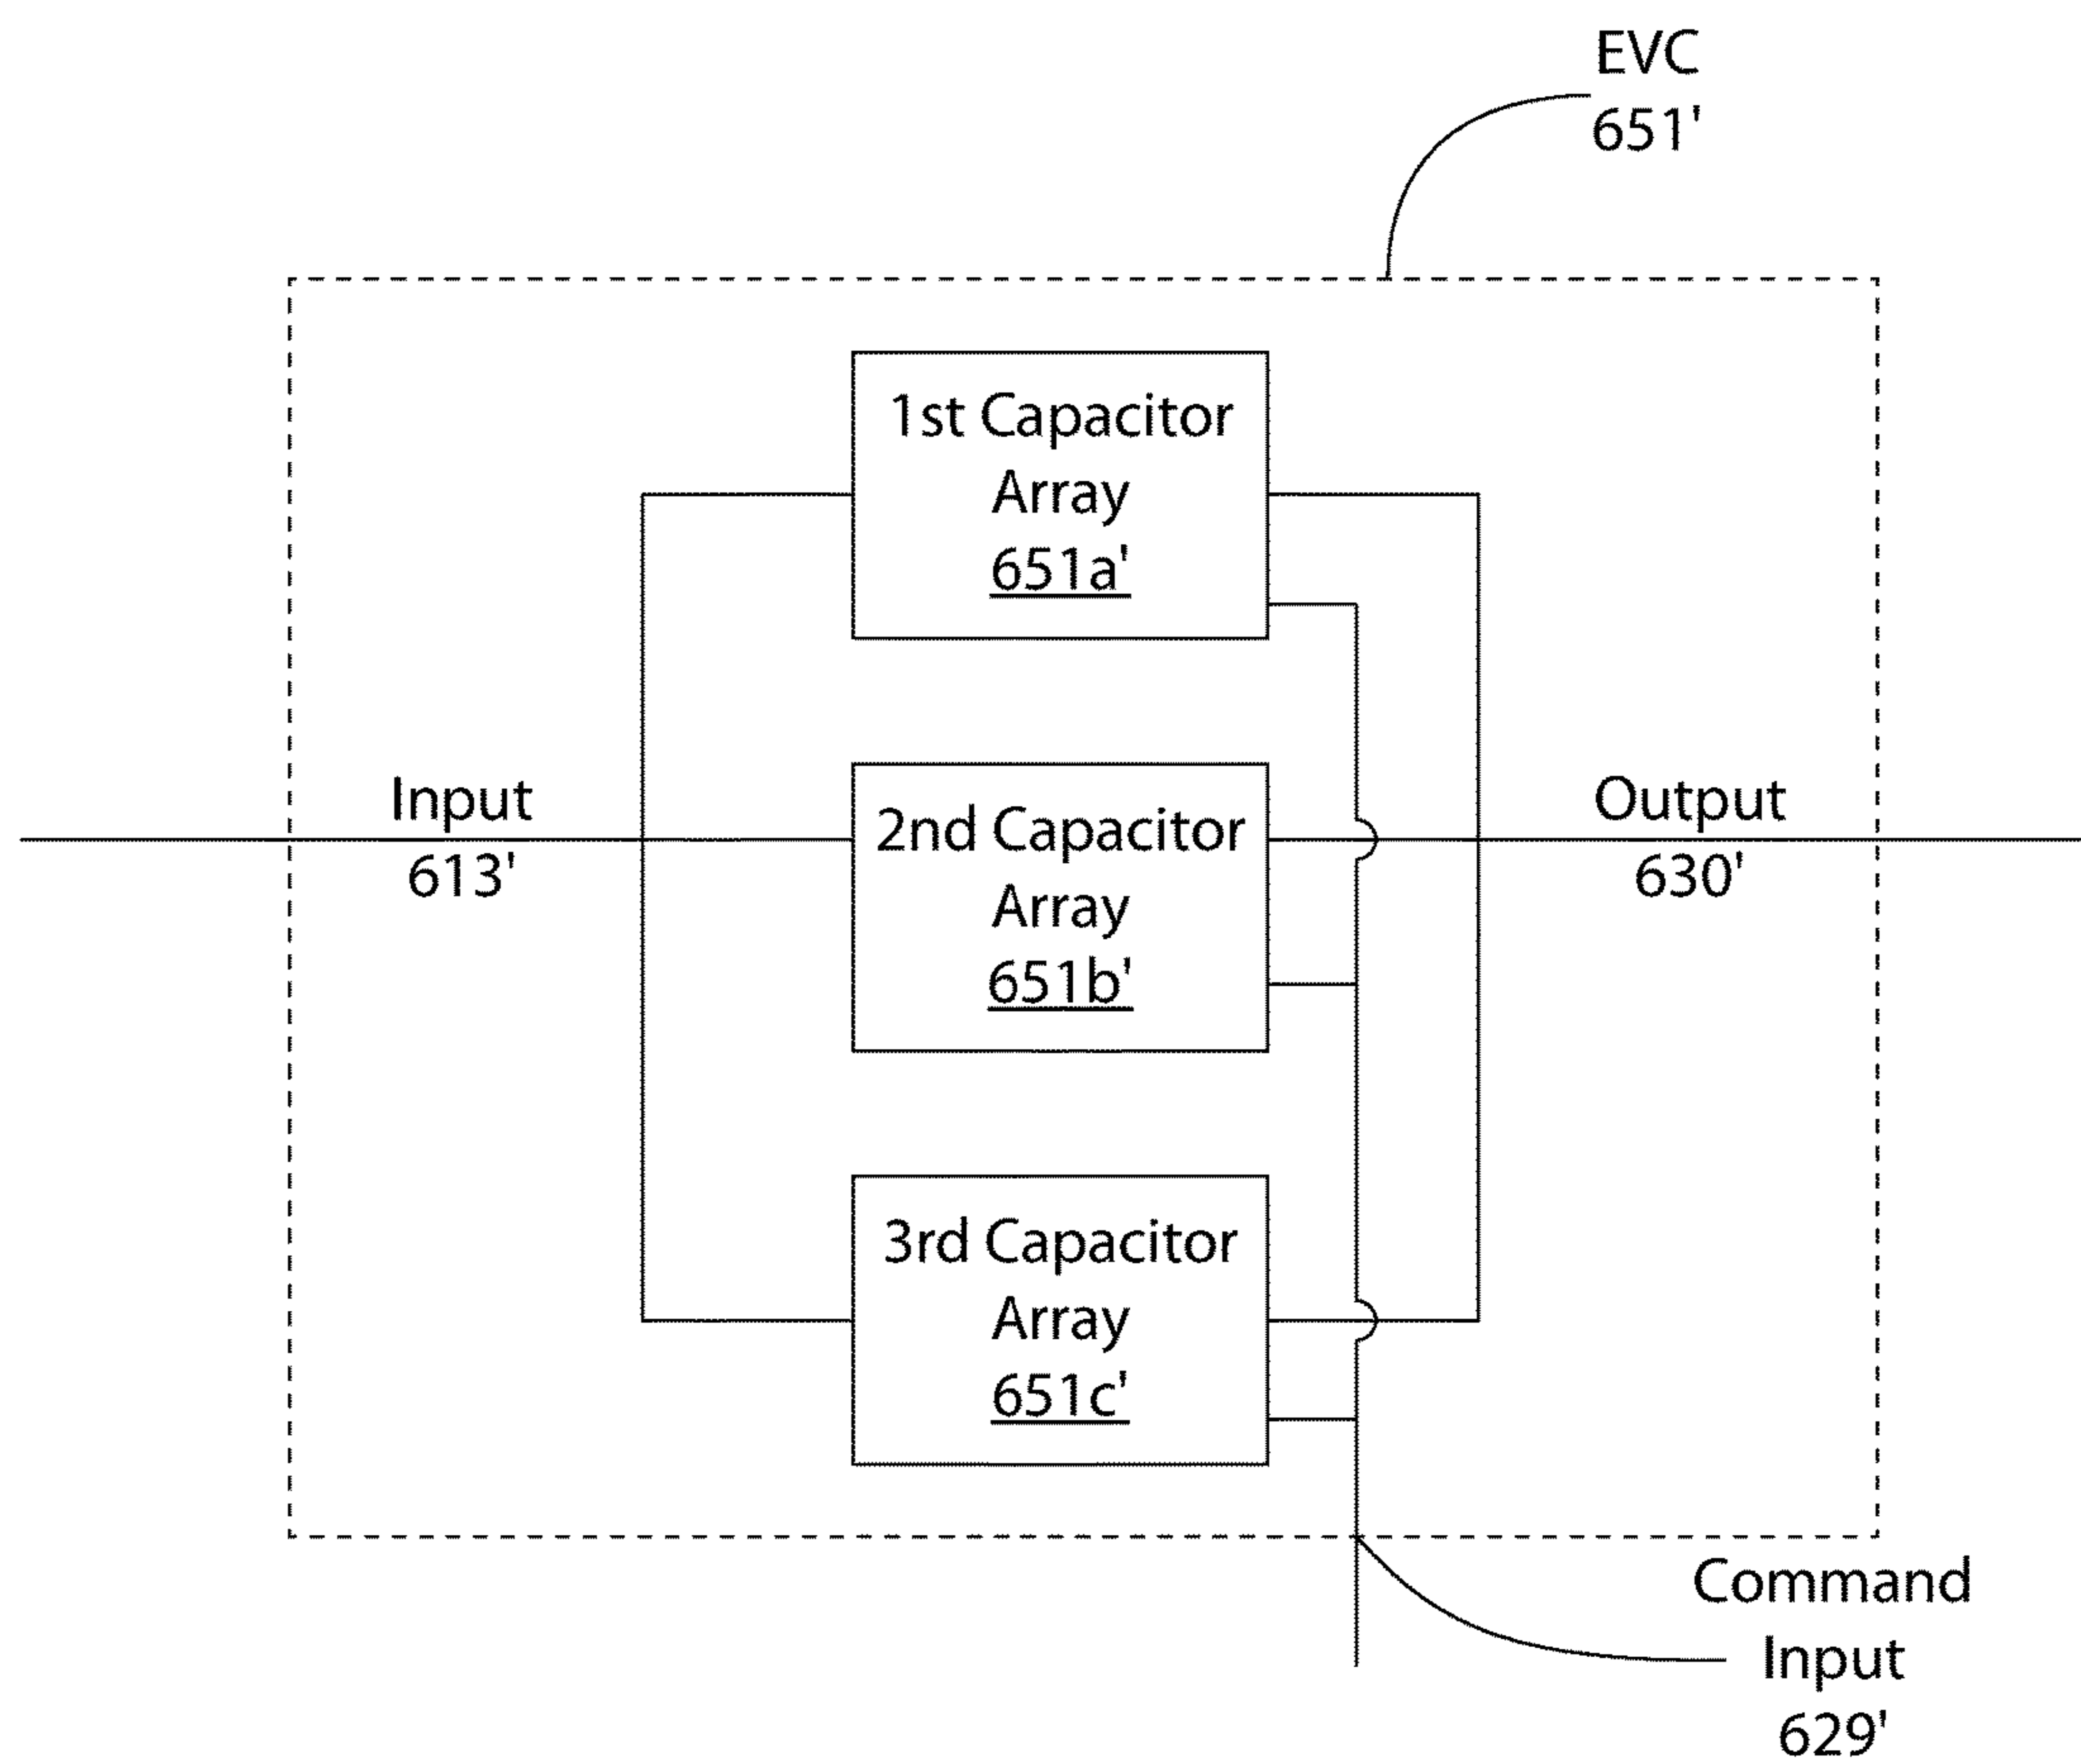 EVC
651'
1st Capacitor
Array
651a'
Input
613'
2nd Capacitor
Array
651b'
Output
630'
3rd Capacitor
Array
651c'
Command
Input
629'